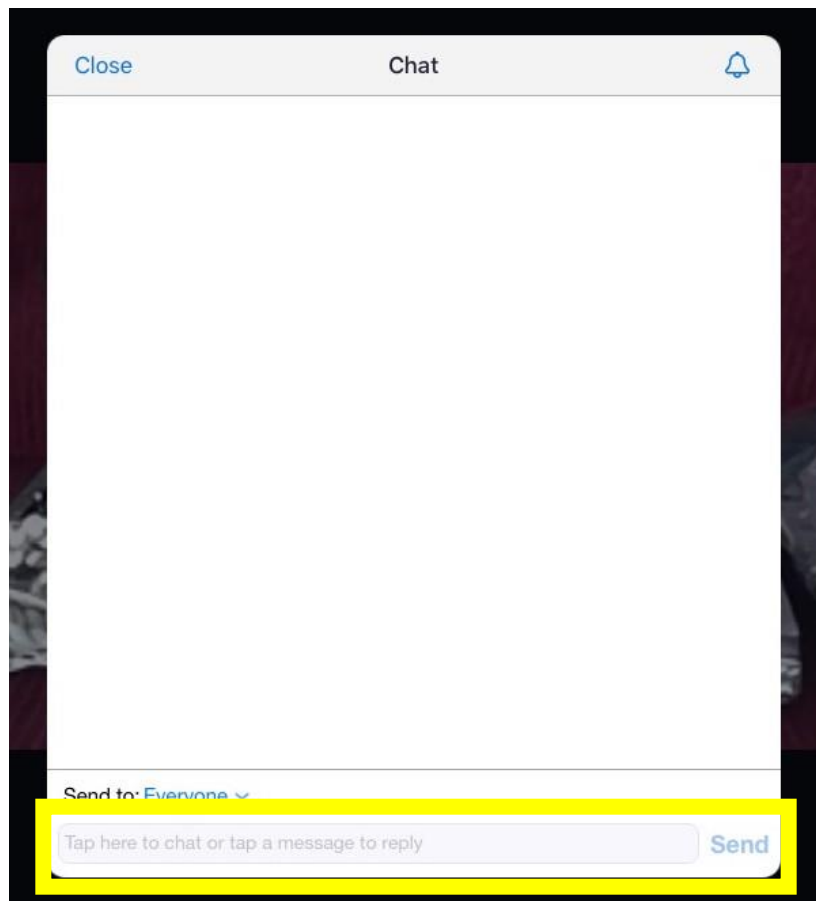 Close Chat
Send to: Everyone
Tap here to chat or tap a message to reply Send